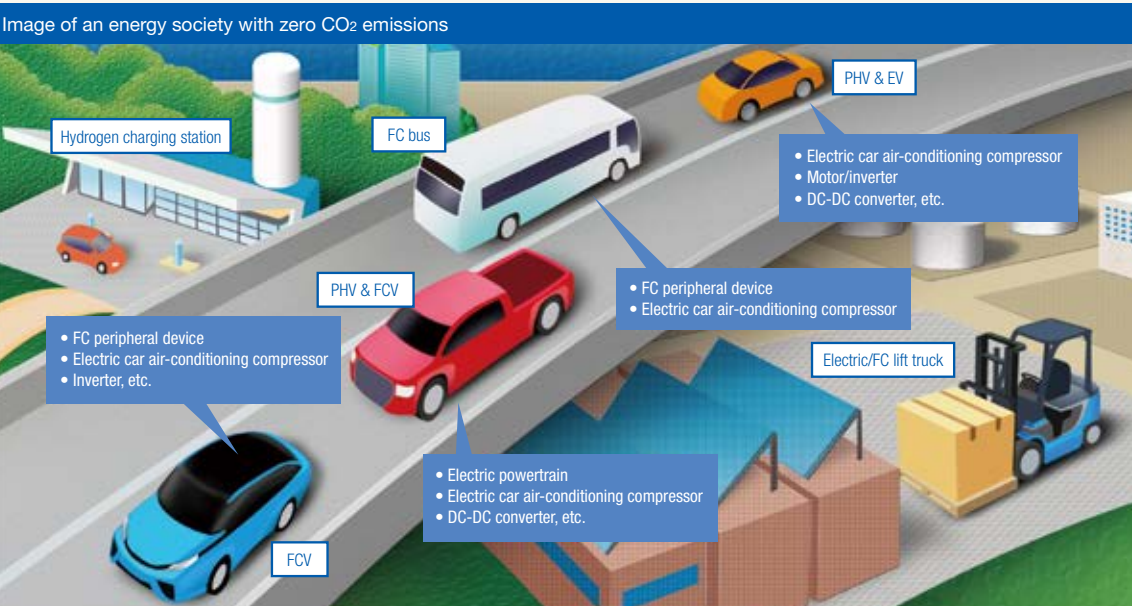 Image of an energy society with zero CO2 emissions
PHV & EV
Hydrogen charging station
FC bus
• Electric car air-conditioning compressor
• Motor/inverter
• DC-DC converter, etc.
PHV & FCV
• FC peripheral device
• Electric car air-conditioning compressor
• FC peripheral device
• Electric car air-conditioning compressor
• Inverter, etc.
Electric/FC lift truck
• Electric powertrain
• Electric car air-conditioning compressor
• DC-DC converter, etc.
FCV